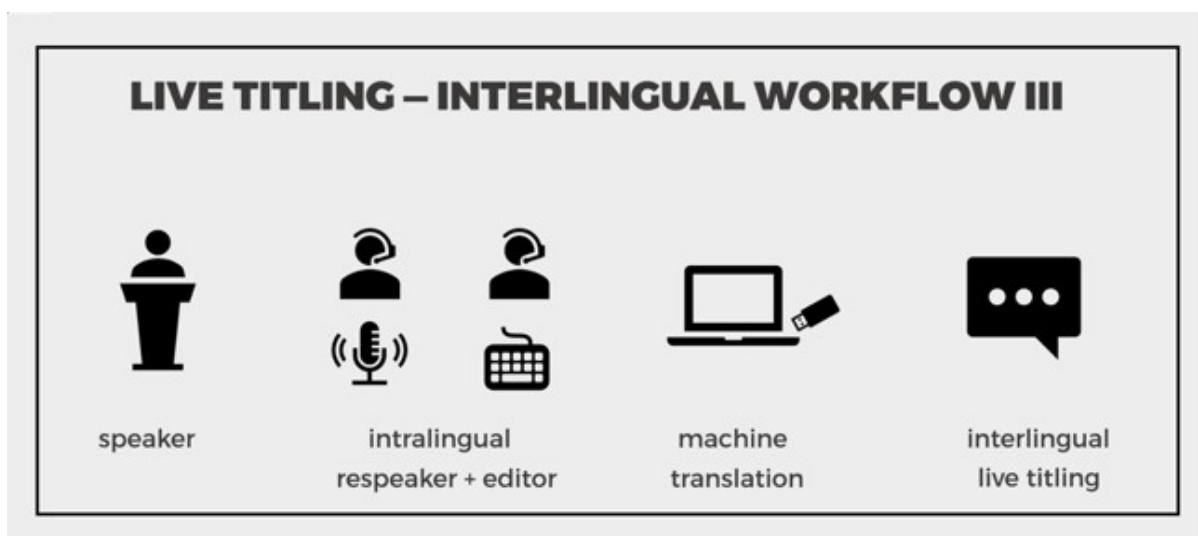 LIVE TITLING – INTERLINGUAL WORKFLOW III
speaker
intralingual
respeaker + editor
machine
translation
interlingual
live titling